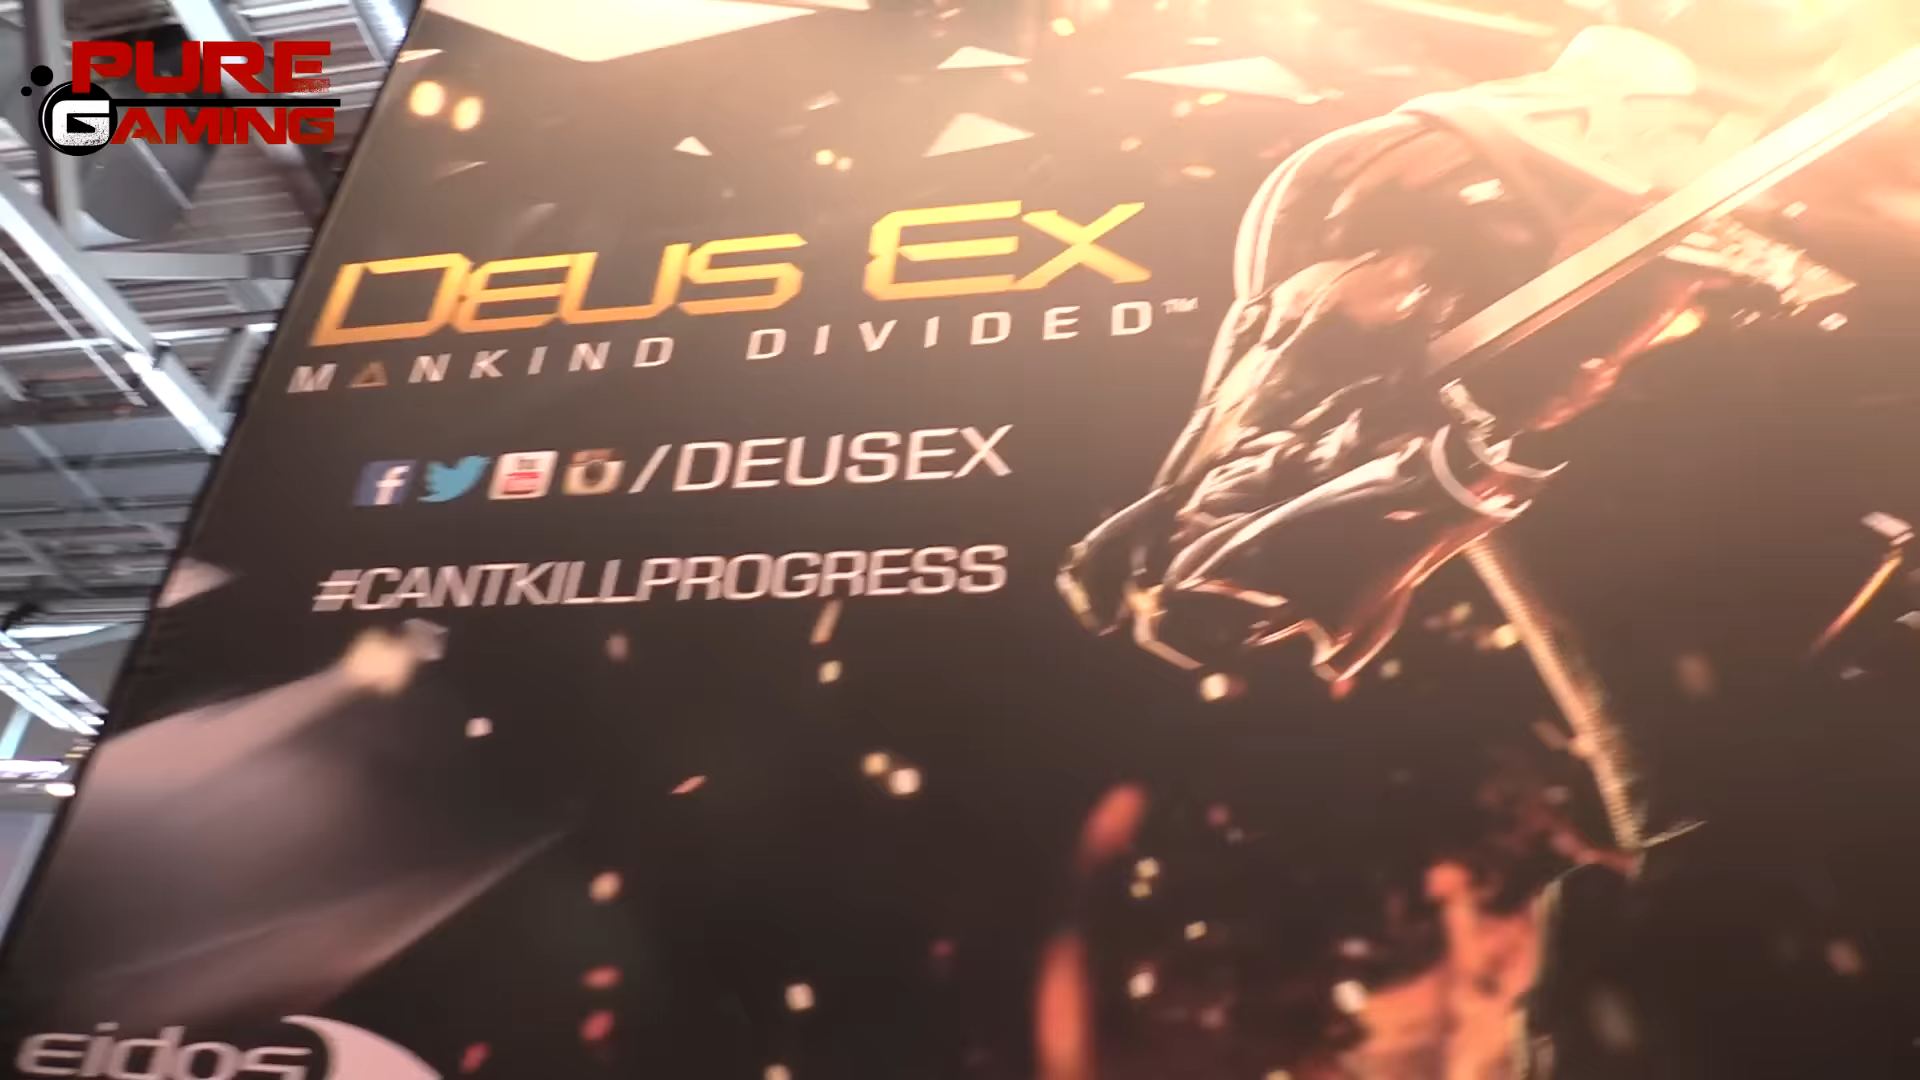 PURE
GAMING
DEUS EX
MANKIND DIVIDED™
/DEUSEX
#CANTKILLPROGRESS
eidos